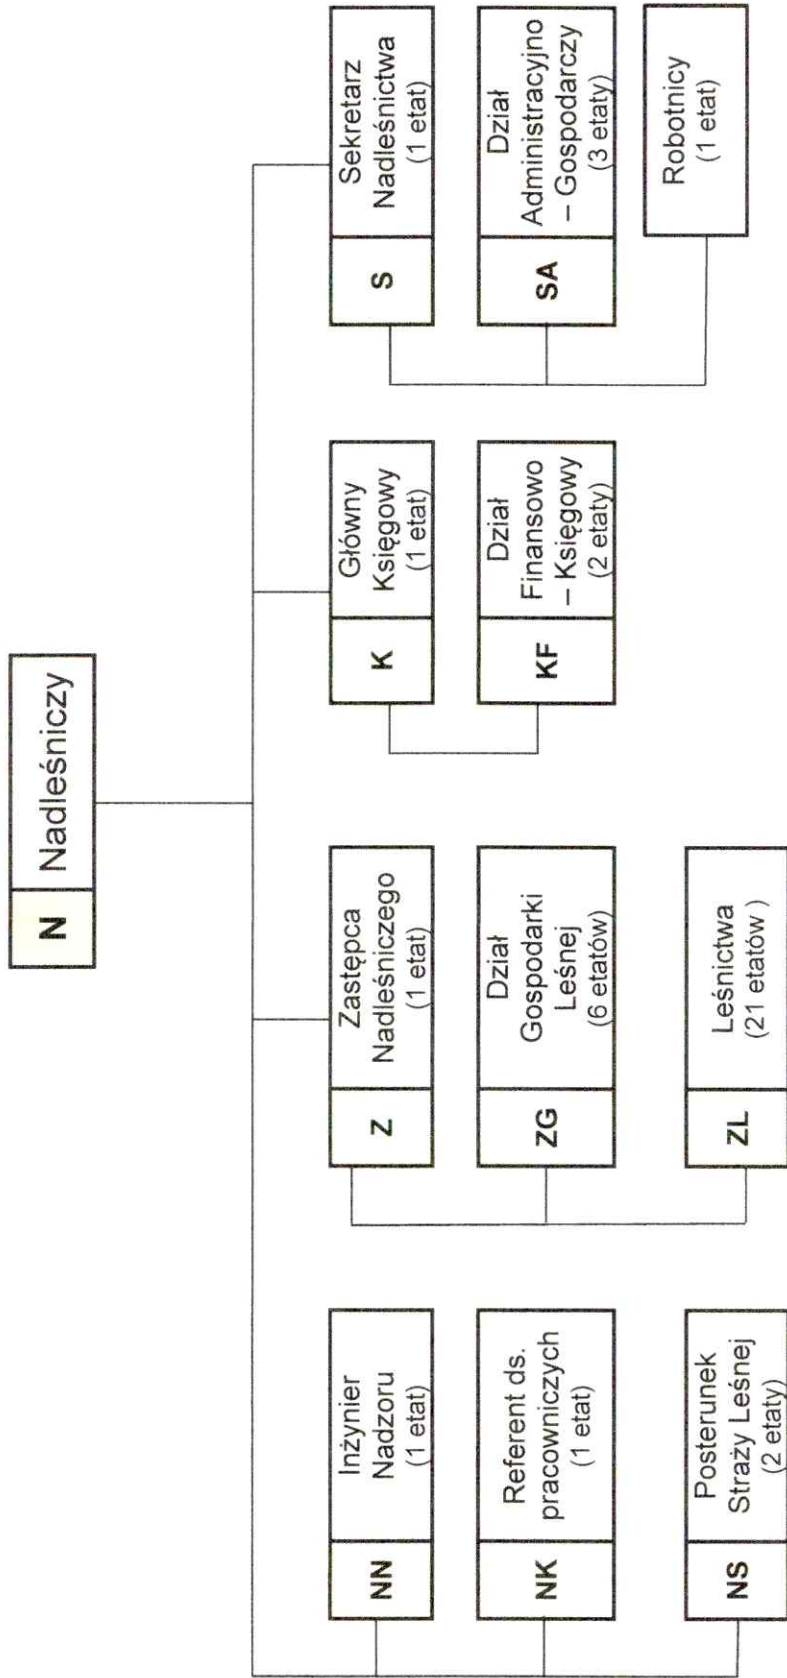 N
Nadleśniczy
NN
Inżynier
Nadzoru
(1 etat)
NK
Referent ds.
pracowniczych
(1 etat)
NS
Posterunek
Straży Leśnej
(2 etaty)
Z
Zastępca
Nadleśniczego
(1 etat)
ZG
Dział
Gospodarki
Leśnej
(6 etatów)
ZL
Leśnictwa
(21 etatów )
K
Główny
Księgowy
(1 etat)
KF
Dział
Finansowo
– Księgowy
(2 etaty)
S
Sekretarz
Nadleśnictwa
(1 etat)
SA
Dział
Administracyjno
– Gospodarczy
(3 etaty)
Robotnicy
(1 etat)